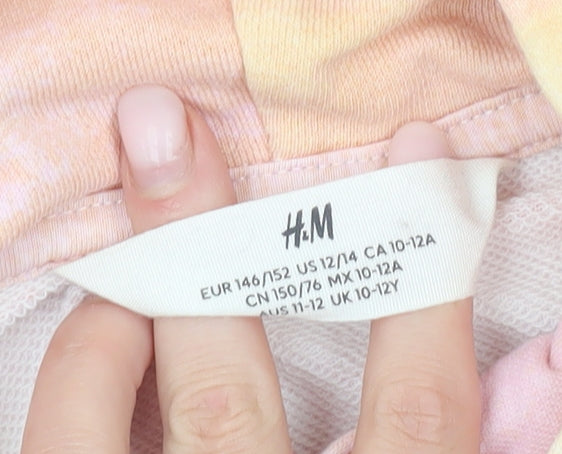 H&M
EUR 146/152 US 12/14 CA 10-12A
CN 150/76 MX 10-12A
AUS 11-12 UK 10-12Y